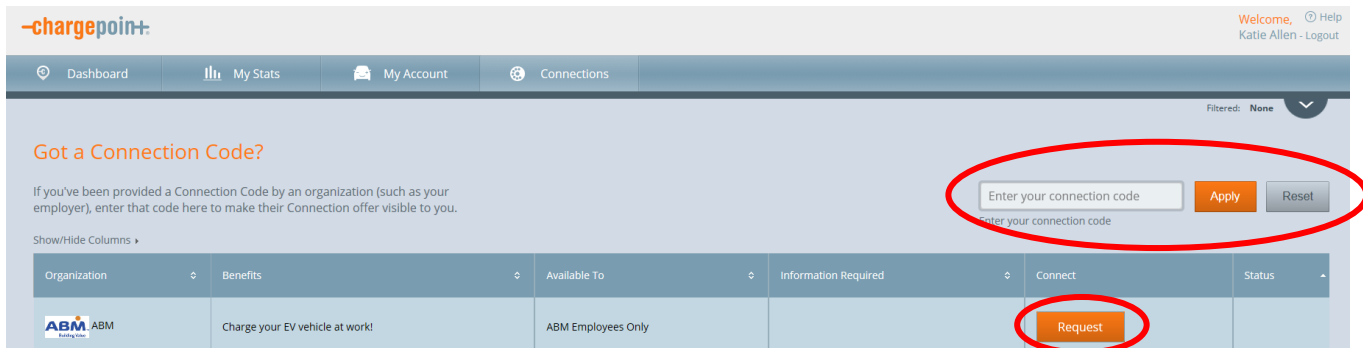 chargepoint
Welcome, ? Help
Katie Allen - Logout
Dashboard My Stats My Account Connections
Filtered: None
Got a Connection Code?
If you've been provided a Connection Code by an organization (such as your
employer), enter that code here to make their Connection offer visible to you.
Enter your connection code Apply Reset
Enter your connection code
Show/Hide Columns
Organization Benefits Available To Information Required Connect Status
ABM ABM Charge your EV vehicle at work! ABM Employees Only Request
Building Value